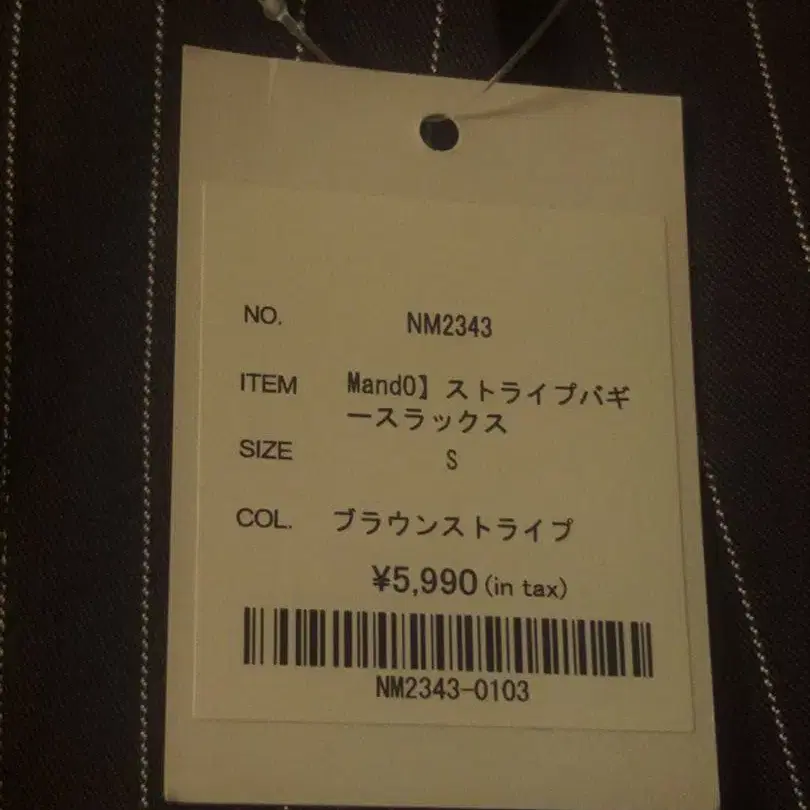 NO. NM2343
ITEM MandO】ストライプバギ
ースラックス
SIZE S
COL. ブラウンストライプ
¥5,990(in tax)
NM2343-0103